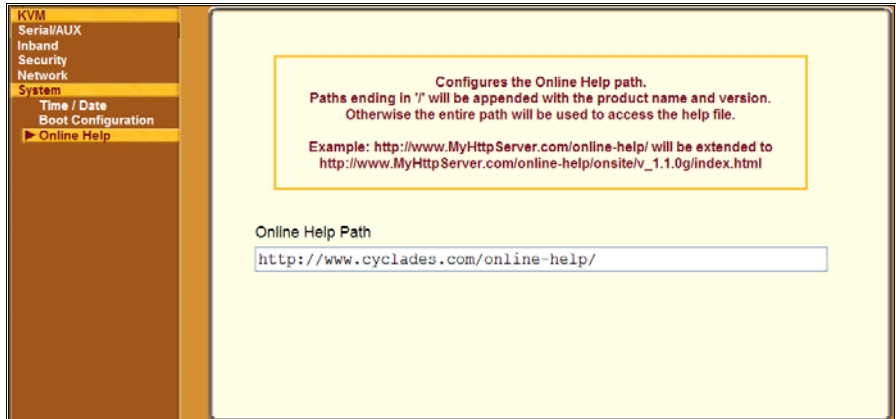 KVM
Serial/AUX
Inband
Security
Network
System
Time / Date
Boot Configuration
Online Help
Configures the Online Help path.
Paths ending in '/' will be appended with the product name and version.
Otherwise the entire path will be used to access the help file.
Example: http://www.MyHttpServer.com/online-help/ will be extended to
http://www.MyHttpServer.com/online-help/onsite/v_1.1.0g/index.html
Online Help Path
http://www.cyclades.com/online-help/